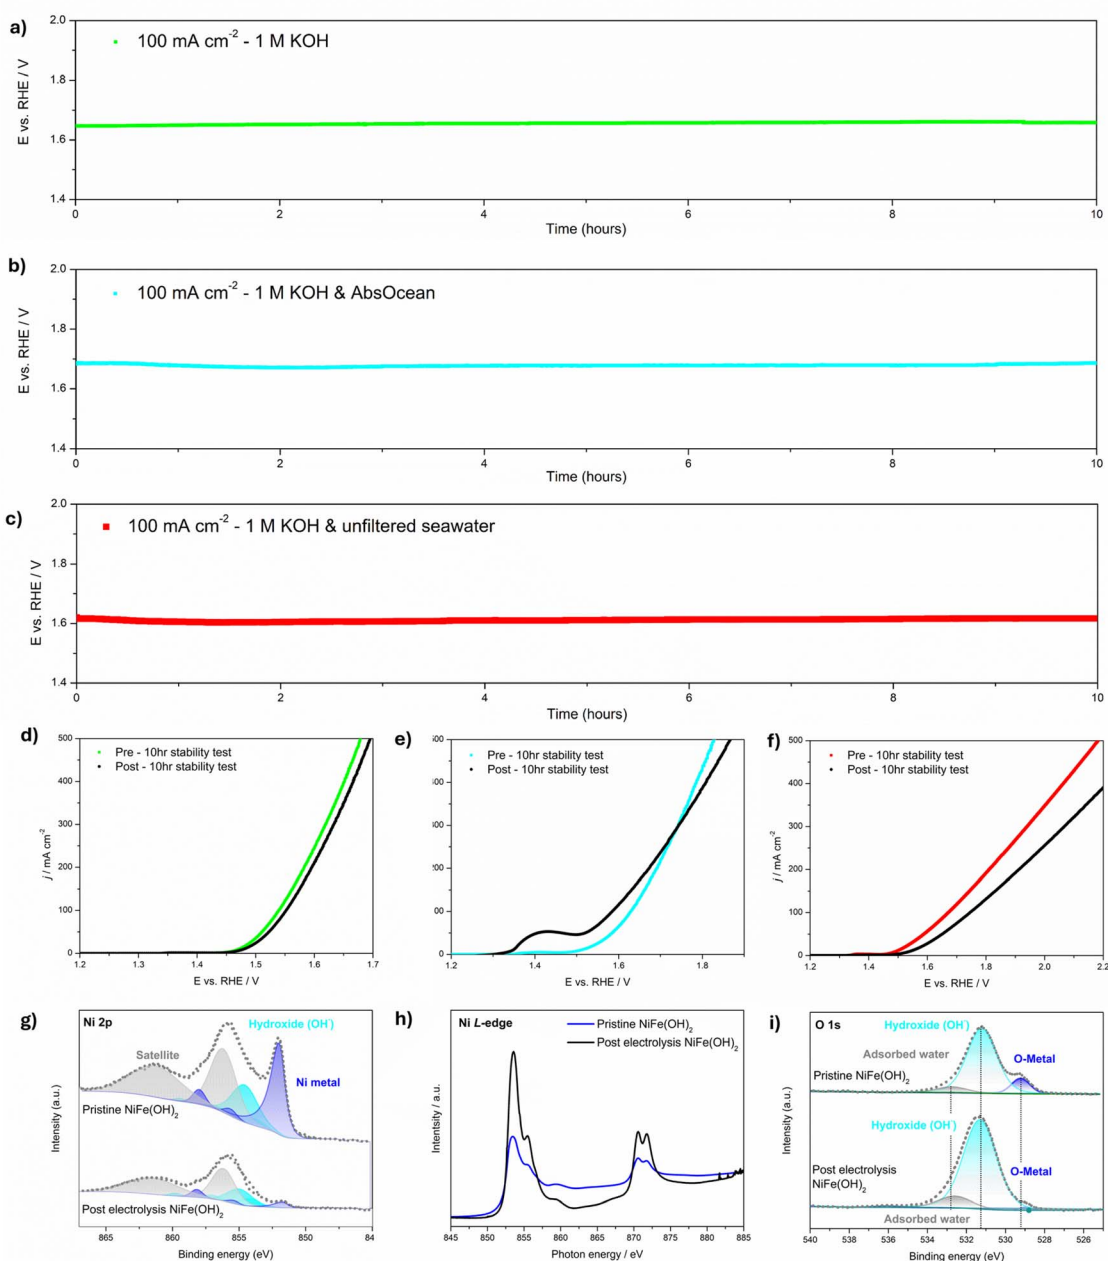 a)
2.0
100 mA cm⁻² - 1 M KOH
1.8
E vs. RHE / V
1.6
1.4
0 2 4 6 8 10
Time (hours)
b)
2.0
100 mA cm⁻² - 1 M KOH & AbsOcean
1.8
E vs. RHE / V
1.6
1.4
0 2 4 6 8 10
Time (hours)
c)
2.0
100 mA cm⁻² - 1 M KOH & unfiltered seawater
1.8
E vs. RHE / V
1.6
1.4
0 2 4 6 8 10
Time (hours)
d)
500
Pre - 10hr stability test
Post - 10hr stability test
400
300
j / mA cm⁻²
200
100
0
1.2 1.3 1.4 1.5 1.6 1.7
E vs. RHE / V
e)
Pre - 10hr stability test
Post - 10hr stability test
1.2 1.4 1.6 1.8
E vs. RHE / V
f)
500
Pre - 10hr stability test
Post - 10hr stability test
400
300
j / mA cm⁻²
200
100
0
1.2 1.4 1.6 1.8 2.0 2.2
E vs. RHE / V
g)
Ni 2p
Hydroxide (OH⁻)
Satellite
Ni metal
Pristine NiFe(OH)₂
Intensity (a.u.)
Post electrolysis NiFe(OH)₂
865 860 855 850 84
Binding energy (eV)
h)
Ni L-edge
Pristine NiFe(OH)₂
Post electrolysis NiFe(OH)₂
Intentsity / a.u.
845 850 855 860 865 870 875 880 885
Photon energy / eV
i)
O 1s
Hydroxide (OH⁻)
Adsorbed water
O-Metal
Pristine NiFe(OH)₂
Intensity (a.u.)
Hydroxide (OH⁻)
Post electrolysis
NiFe(OH)₂
O-Metal
Adsorbed water
540 538 536 534 532 530 528 526
Binding energy (eV)